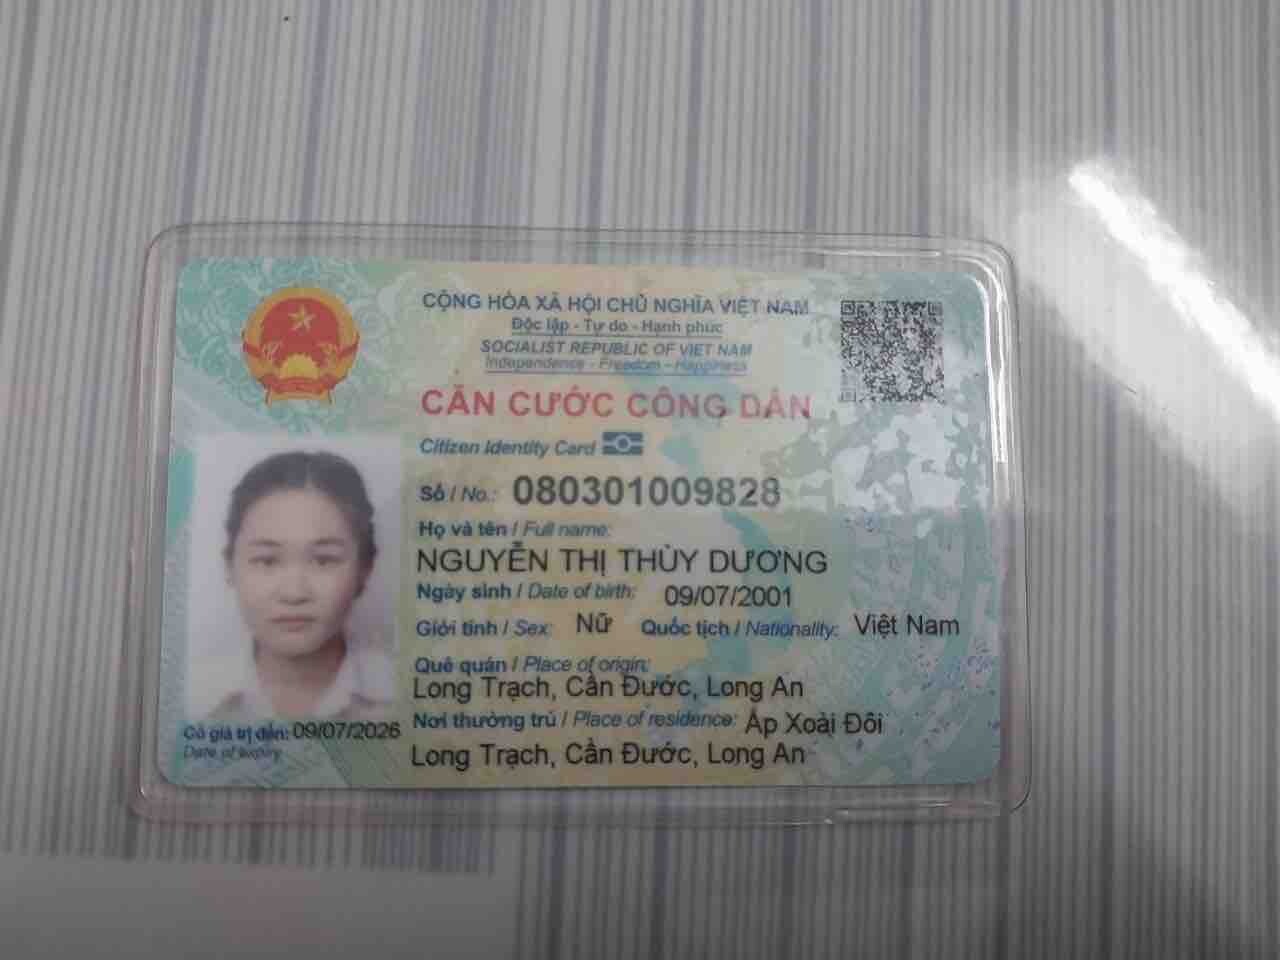 CỘNG HÒA XÃ HỘI CHỦ NGHĨA VIỆT NAM
Độc lập - Tự do - Hạnh phúc
SOCIALIST REPUBLIC OF VIET NAM
Independence - Freedom - Happiness
CĂN CƯỚC CÔNG DÂN
Citizen Identity Card
Số / No.: 080301009828
Họ và tên / Full name:
NGUYỄN THỊ THÙY DƯƠNG
Ngày sinh / Date of birth: 09/07/2001
Giới tính / Sex: Nữ Quốc tịch / Nationality: Việt Nam
Quê quán / Place of origin:
Long Trạch, Cần Đước, Long An
Nơi thường trú / Place of residence: Ấp Xoài Đôi
Long Trạch, Cần Đước, Long An
Có giá trị đến: 09/07/2026
Date of expiry